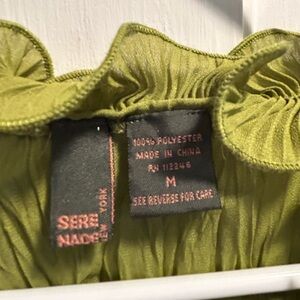 SERE
NADE
NEW YORK
100% POLYESTER
MADE IN CHINA
RN 112246
M
SEE REVERSE FOR CARE